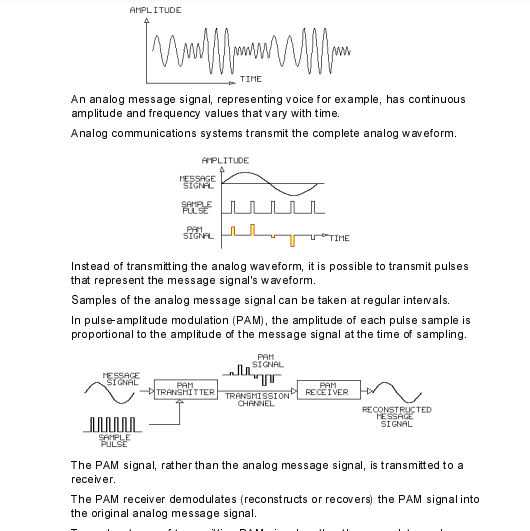 AMPLITUDE
TIME
An analog message signal, representing voice for example, has continuous
amplitude and frequency values that vary with time.
Analog communications systems transmit the complete analog waveform.
AMPLITUDE
MESSAGE
SIGNAL
SAMPLE
PULSE
PAM
SIGNAL
TIME
Instead of transmitting the analog waveform, it is possible to transmit pulses
that represent the message signal's waveform.
Samples of the analog message signal can be taken at regular intervals.
In pulse-amplitude modulation (PAM), the amplitude of each pulse sample is
proportional to the amplitude of the message signal at the time of sampling.
PAM
SIGNAL
MESSAGE
SIGNAL
PAM
TRANSMITTER
TRANSMISSION
CHANNEL
PAM
RECEIVER
RECONSTRUCTED
MESSAGE
SIGNAL
SAMPLE
PULSE
The PAM signal, rather than the analog message signal, is transmitted to a
receiver.
The PAM receiver demodulates (reconstructs or recovers) the PAM signal into
the original analog message signal.